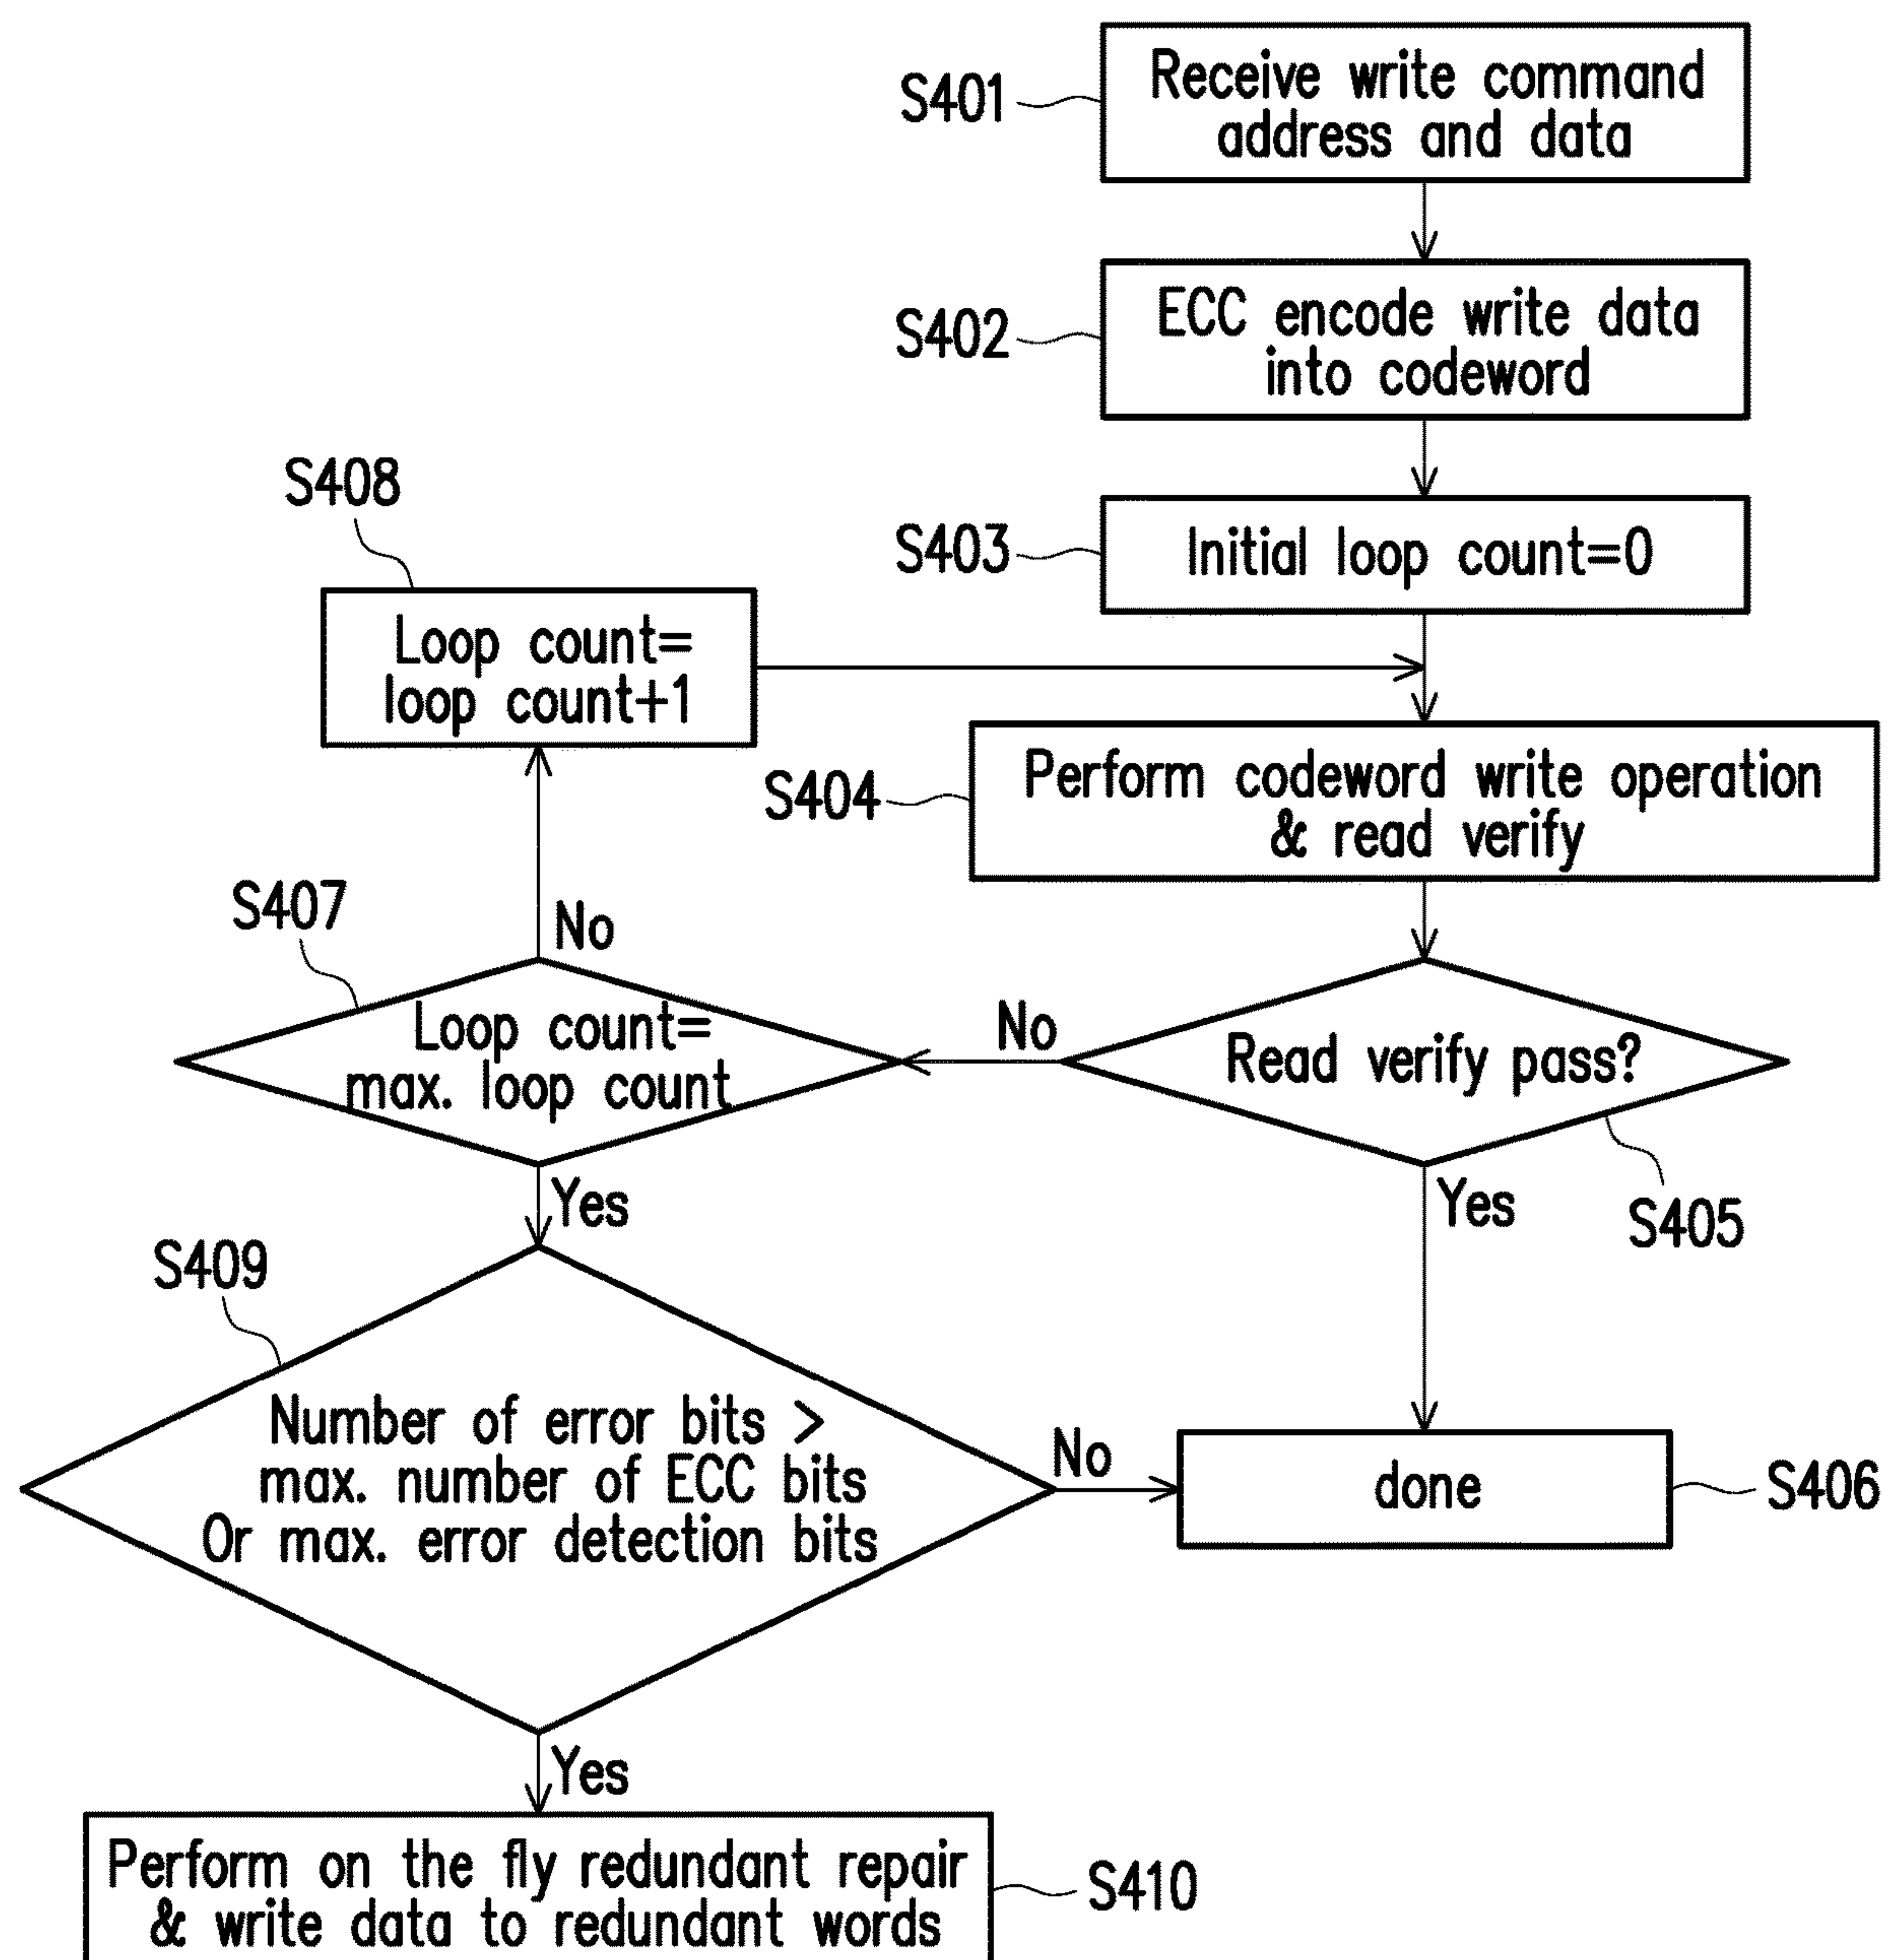 S401
Receive write command
address and data
S402
ECC encode write data
into codeword
S403
Initial loop count=0
S408
Loop count=
loop count+1
S404
Perform codeword write operation
& read verify
S407
No
Loop count=
max. loop count
No
Read verify pass?
S405
Yes
Yes
S409
Number of error bits >
max. number of ECC bits
Or max. error detection bits
No
done
S406
Yes
Perform on the fly redundant repair
& write data to redundant words
S410